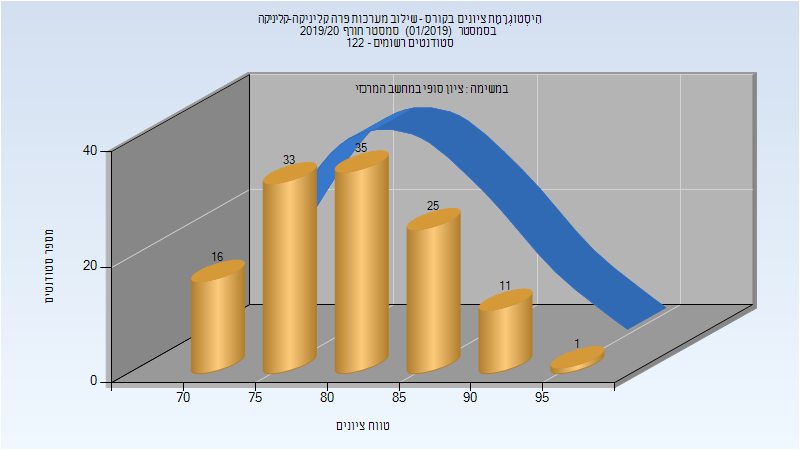 היסטוגרמת ציונים בקורס - שילוב מערכות פרה קליניקה-קליניקה
בסמסטר (01/2019) סמסטר חורף 2019/20
סטודנטים רשומים - 122
במשימה : ציון סופי במחשב המרכזי
מספר סטודנטים
40
20
0
16
33
35
25
11
1
70 75 80 85 90 95
טווח ציונים